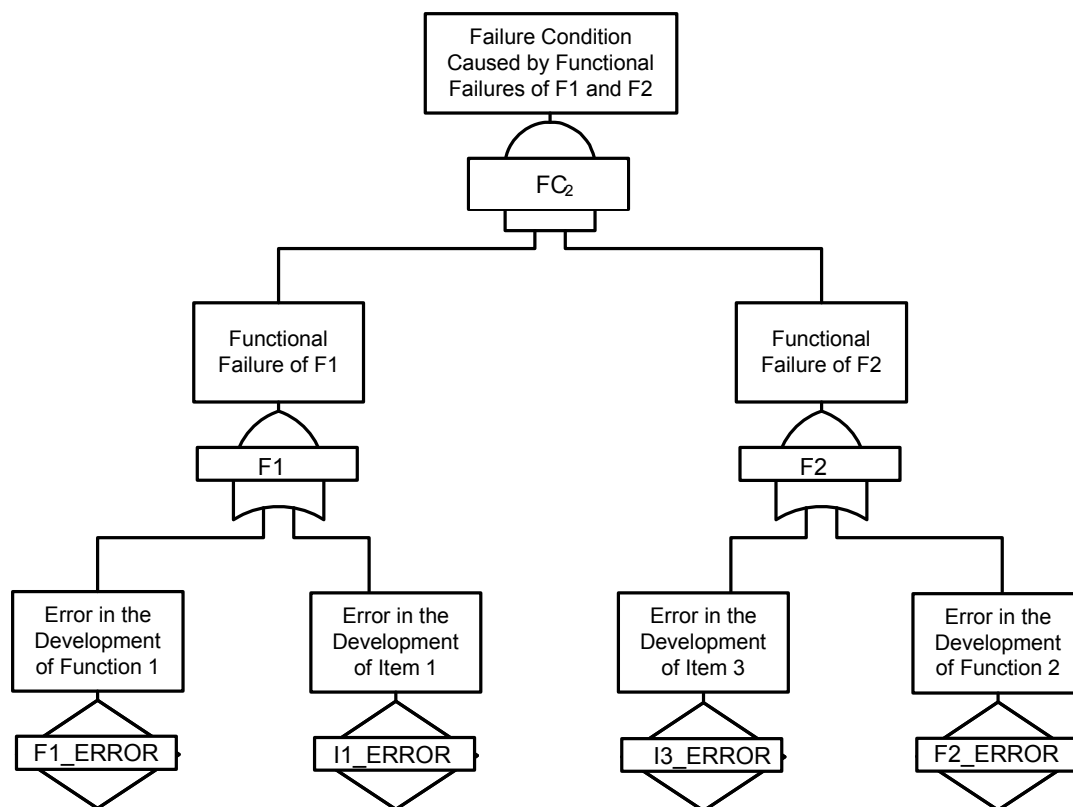 Failure Condition
Caused by Functional
Failures of F1 and F2
FC₂
Functional
Failure of F1
Functional
Failure of F2
F1
F2
Error in the
Development
of Function 1
Error in the
Development
of Item 1
Error in the
Development
of Item 3
Error in the
Development
of Function 2
F1_ERROR
I1_ERROR
I3_ERROR
F2_ERROR